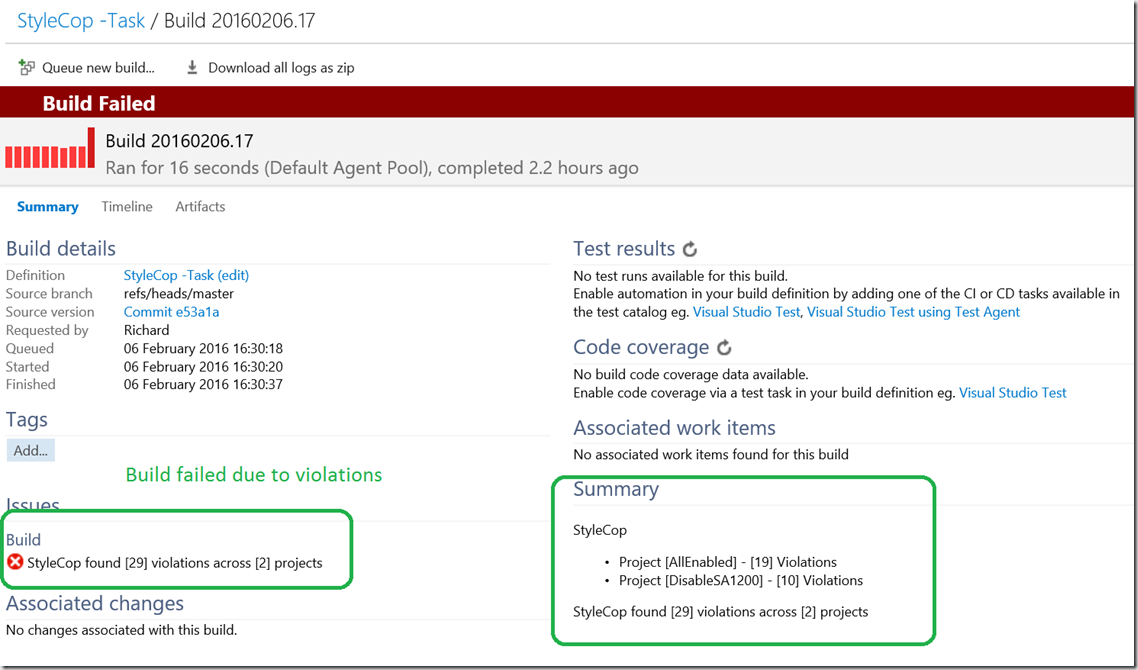 StyleCop -Task / Build 20160206.17
Queue new build... Download all logs as zip
Build Failed
Build 20160206.17
Ran for 16 seconds (Default Agent Pool), completed 2.2 hours ago
Summary Timeline Artifacts
Build details
Definition StyleCop -Task (edit)
Source branch refs/heads/master
Source version Commit e53a1a
Requested by Richard
Queued 06 February 2016 16:30:18
Started 06 February 2016 16:30:20
Finished 06 February 2016 16:30:37
Tags
Add...
Build failed due to violations
Issues
Build
StyleCop found [29] violations across [2] projects
Associated changes
No changes associated with this build.
Test results
No test runs available for this build.
Enable automation in your build definition by adding one of the CI or CD tasks available in
the test catalog eg. Visual Studio Test, Visual Studio Test using Test Agent
Code coverage
No build code coverage data available.
Enable code coverage via a test task in your build definition eg. Visual Studio Test
Associated work items
No associated work items found for this build
Summary
StyleCop
• Project [AllEnabled] - [19] Violations
• Project [DisableSA1200] - [10] Violations
StyleCop found [29] violations across [2] projects